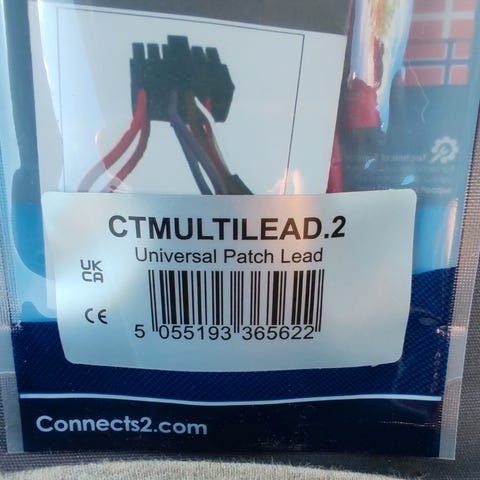 CTMULTILEAD.2
Universal Patch Lead
UK
CA
CE
5 055193 365622
Connects2.com